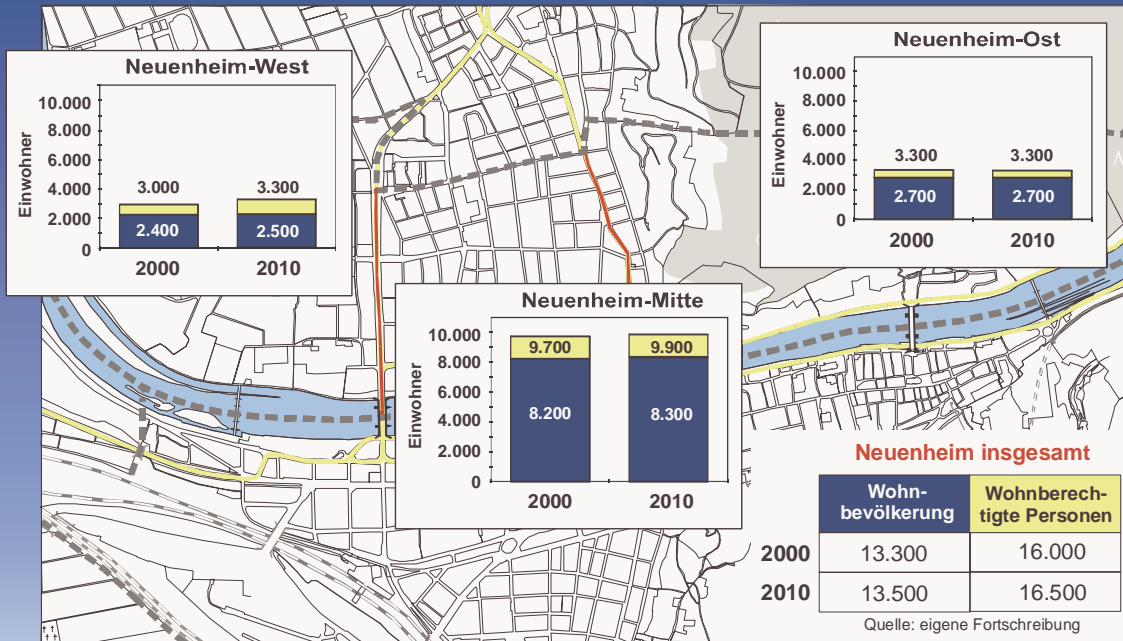 Neuenheim-West
Einwohner
10.000
8.000
6.000
4.000
2.000
0
3.000
3.300
2.400
2.500
2000
2010
Neuenheim-Ost
Einwohner
10.000
8.000
6.000
4.000
2.000
0
3.300
3.300
2.700
2.700
2000
2010
Neuenheim-Mitte
Einwohner
10.000
8.000
6.000
4.000
2.000
0
9.700
9.900
8.200
8.300
2000
2010
Neuenheim insgesamt
Wohn-
bevölkerung
Wohnberech-
tigte Personen
2000 13.300 16.000
2010 13.500 16.500
Quelle: eigene Fortschreibung